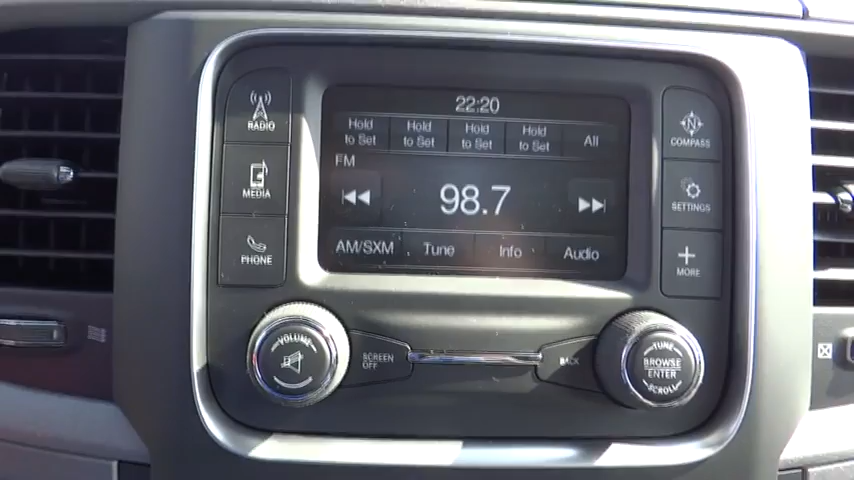 22:20
Hold to Set
Hold to Set
Hold to Set
Hold to Set
All
FM
98.7
AM/SXM
Tune
Info
Audio
RADIO
MEDIA
PHONE
N
COMPASS
SETTINGS
MORE
VOLUME
SCREEN
OFF
BACK
TUNE
BROWSE
ENTER
SCROLL